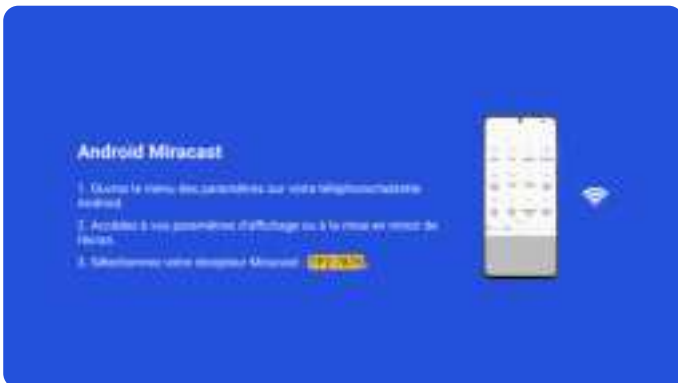 Android Miracast
1. Ouvrez le menu des paramètres sur votre téléphone/tablette
Android.
2. Accédez à vos paramètres d'affichage ou à la mise en miroir de
l'écran.
3. Sélectionnez votre récepteur Miracast :